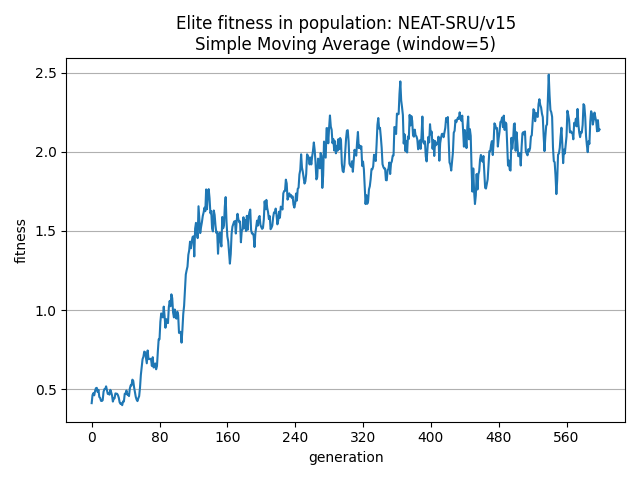 Elite fitness in population: NEAT-SRU/v15
Simple Moving Average (window=5)
2.5
2.0
1.5
1.0
0.5
fitness
0 80 160 240 320 400 480 560
generation